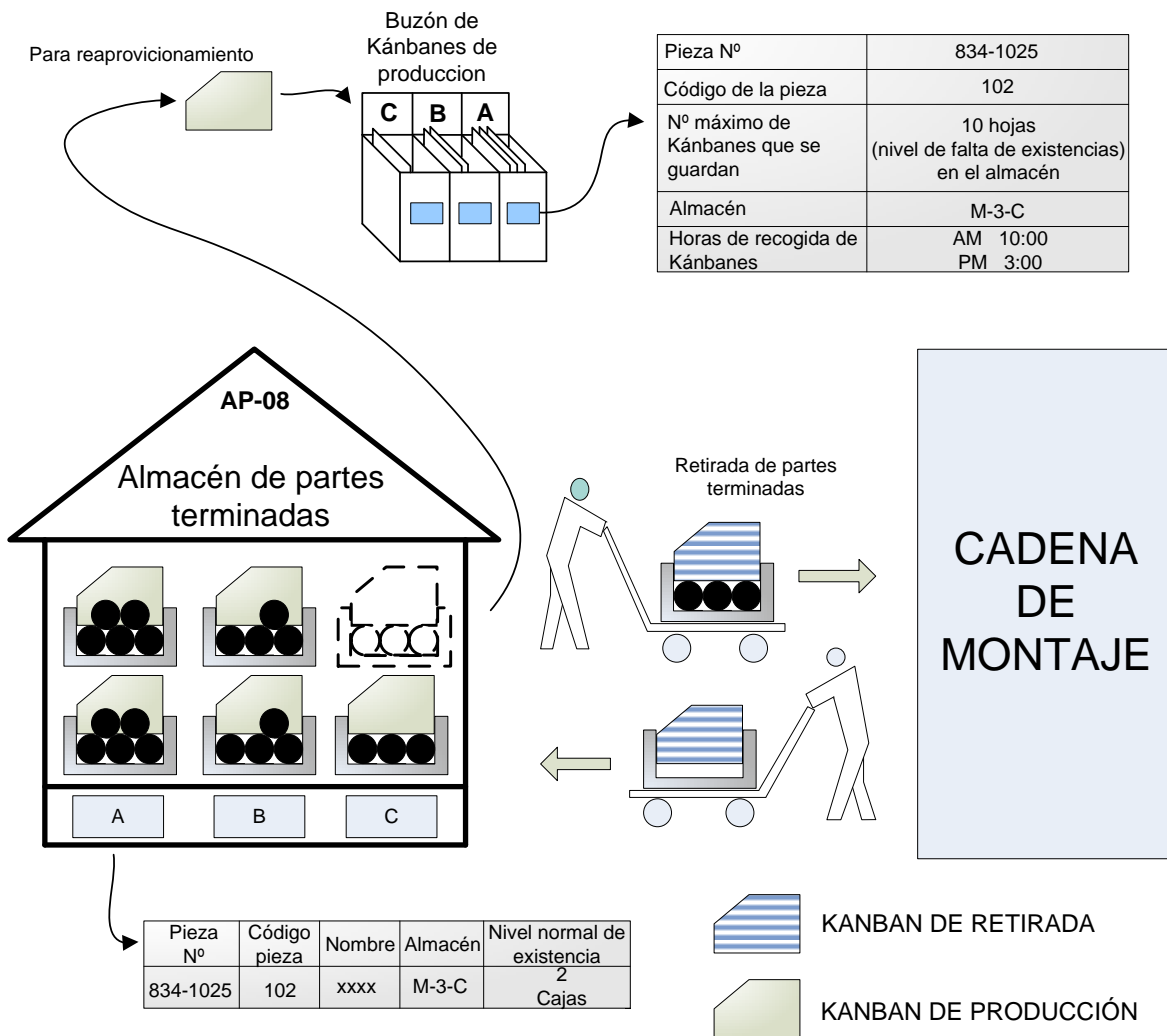 Buzón de
Kánbanes de
produccion
Para reaprovicionamiento
C B A
Pieza Nº 834-1025
Código de la pieza 102
Nº máximo de
Kánbanes que se
guardan
10 hojas
(nivel de falta de existencias)
en el almacén
Almacén M-3-C
Horas de recogida de
Kánbanes
AM 10:00
PM 3:00
AP-08
Almacén de partes
terminadas
Retirada de partes
terminadas
CADENA
DE
MONTAJE
A B C
Pieza
Nº
Código
pieza
Nombre
Almacén
Nivel normal de
existencia
834-1025
102
xxxx
M-3-C
2
Cajas
KANBAN DE RETIRADA
KANBAN DE PRODUCCIÓN